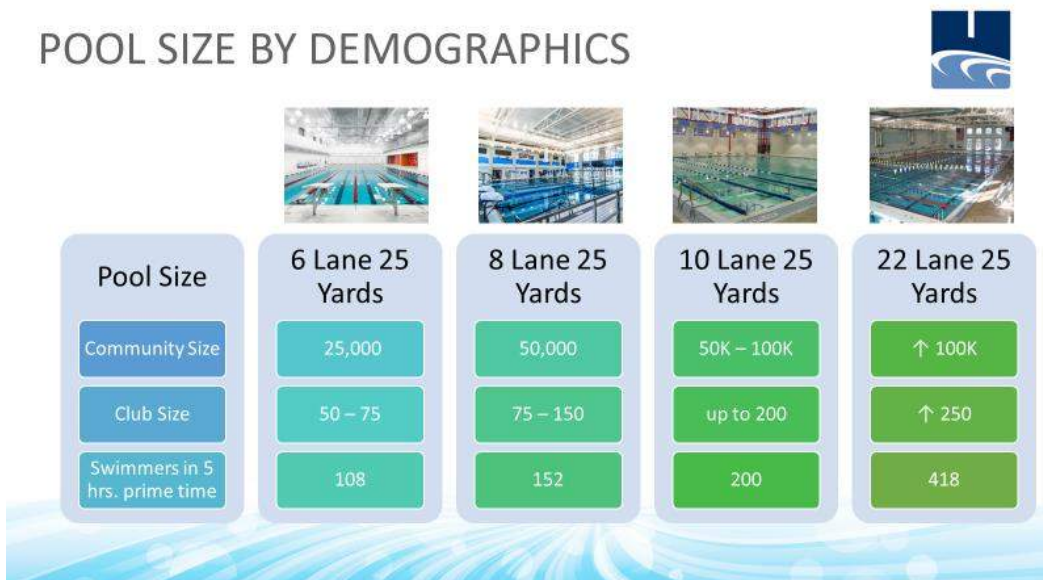 POOL SIZE BY DEMOGRAPHICS
Pool Size
6 Lane 25
Yards
8 Lane 25
Yards
10 Lane 25
Yards
22 Lane 25
Yards
Community Size
25,000
50,000
50K – 100K
↑ 100K
Club Size
50 – 75
75 – 150
up to 200
↑ 250
Swimmers in 5
hrs. prime time
108
152
200
418